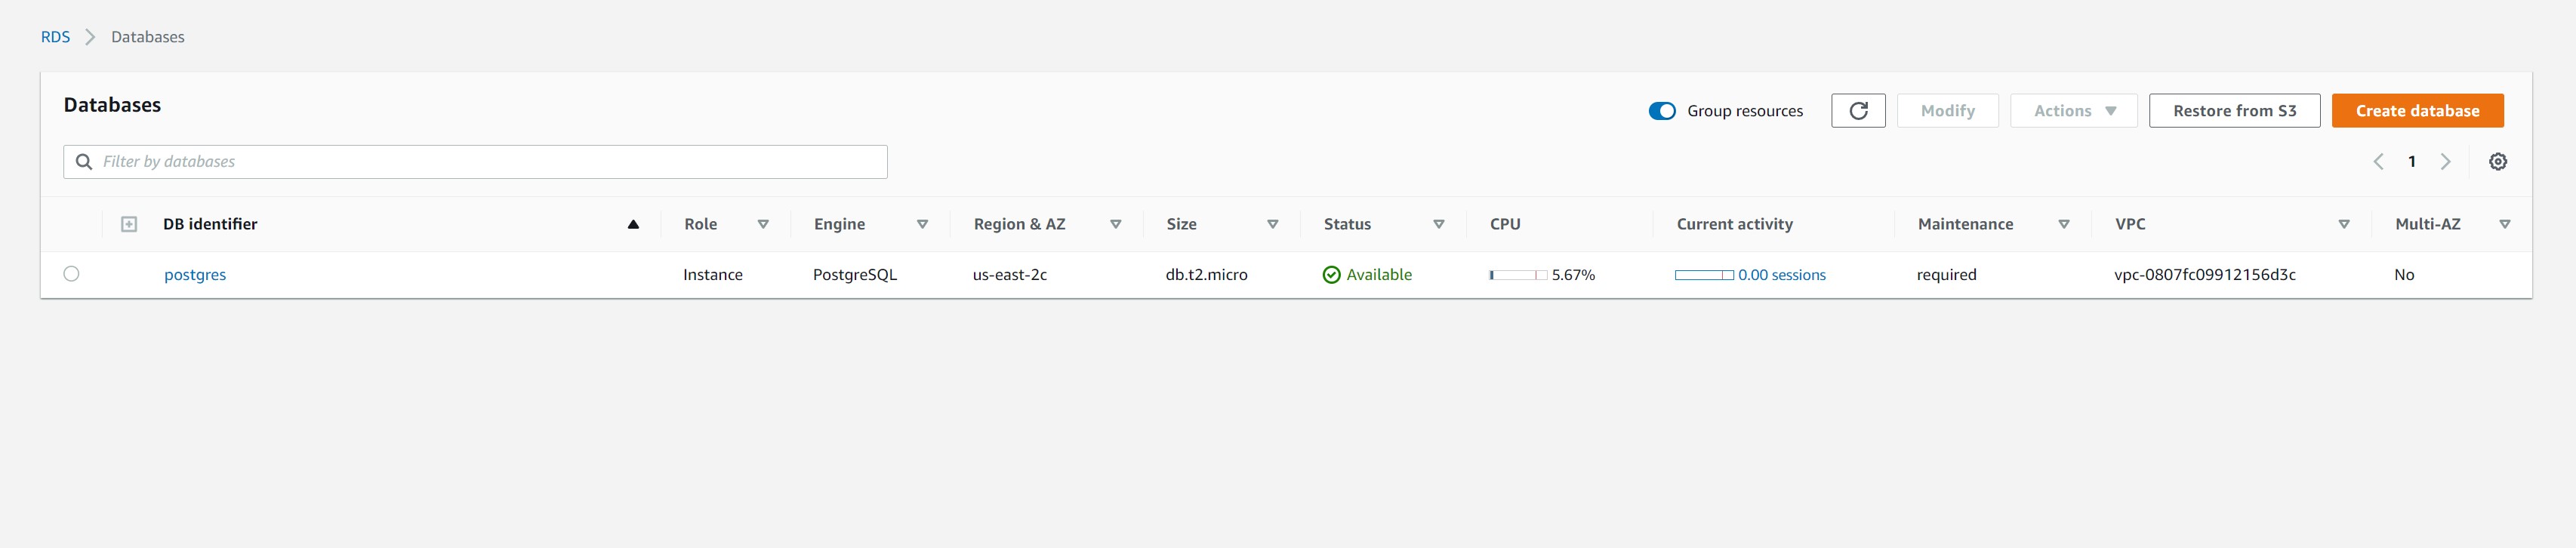 RDS Databases
Databases
Group resources Modify Actions Restore from S3 Create database
Filter by databases 1
DB identifier Role Engine Region & AZ Size Status CPU Current activity Maintenance VPC Multi-AZ
postgres Instance PostgreSQL us-east-2c db.t2.micro Available 5.67% 0.00 sessions required vpc-0807fc09912156d3c No